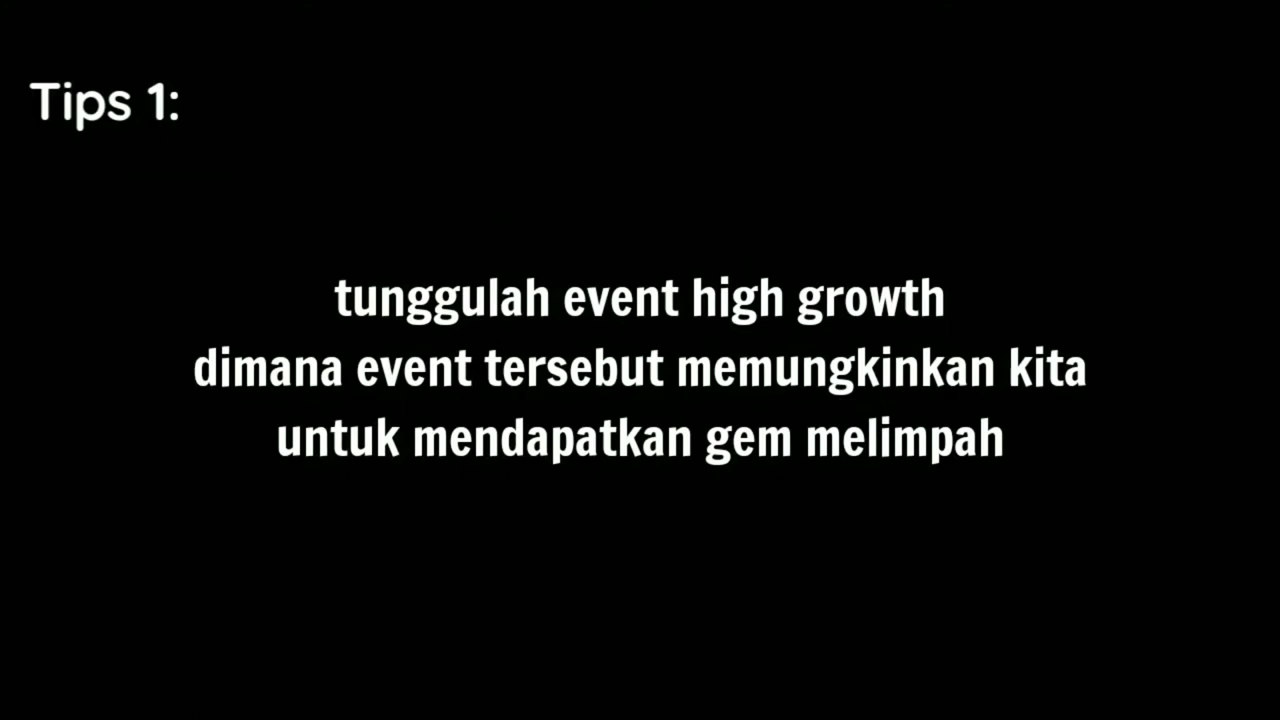 Tips 1:
tunggulah event high growth
dimana event tersebut memungkinkan kita
untuk mendapatkan gem melimpah